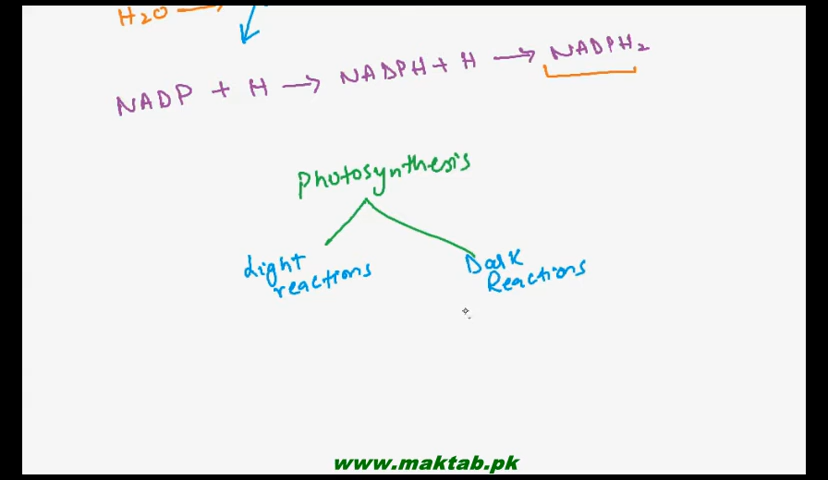 H2O →
NADP + H → NADPH + H → NADPH2
Photosynthesis
Light
reactions
Dark
Reactions
www.maktab.pk